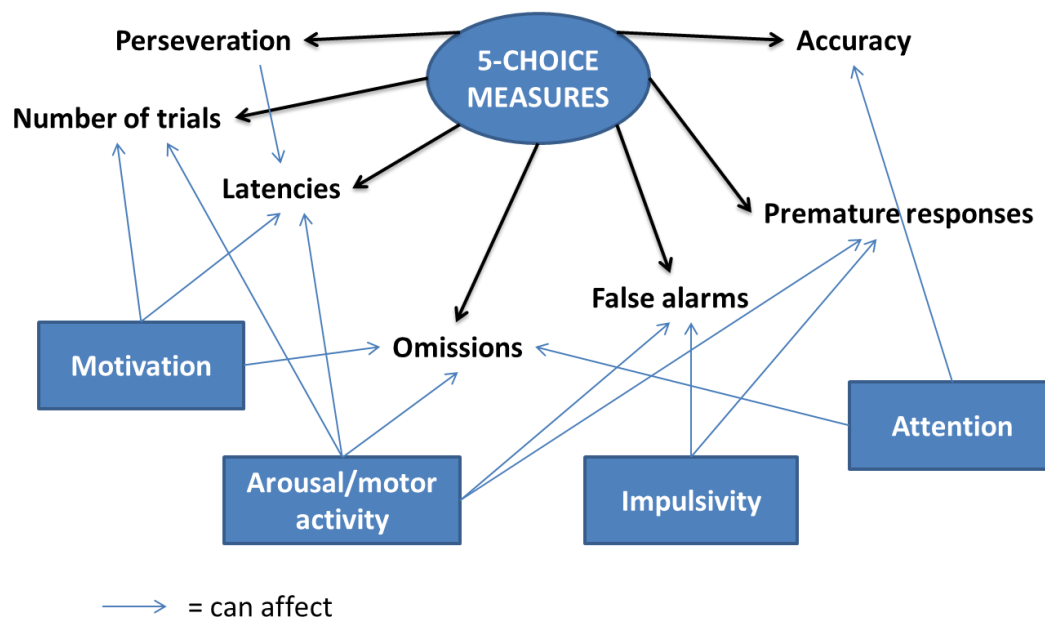 Perseveration
5-CHOICE
MEASURES
Accuracy
Number of trials
Latencies
Premature responses
False alarms
Omissions
Motivation
Attention
Arousal/motor
activity
Impulsivity
= can affect